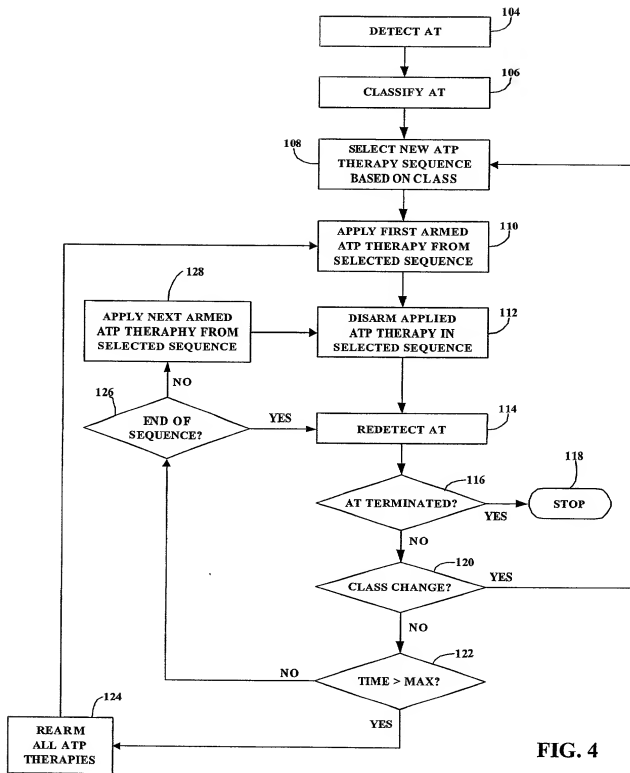 104
DETECT AT
106
CLASSIFY AT
108
SELECT NEW ATP
THERAPY SEQUENCE
BASED ON CLASS
110
APPLY FIRST ARMED
ATP THERAPY FROM
SELECTED SEQUENCE
128
APPLY NEXT ARMED
ATP THERAPHY FROM
SELECTED SEQUENCE
112
DISARM APPLIED
ATP THERAPY IN
SELECTED SEQUENCE
NO
126
END OF
SEQUENCE?
YES
114
REDETECT AT
116
AT TERMINATED?
YES
118
STOP
NO
120
CLASS CHANGE?
YES
NO
122
TIME > MAX?
NO
YES
124
REARM
ALL ATP
THERAPIES
FIG. 4